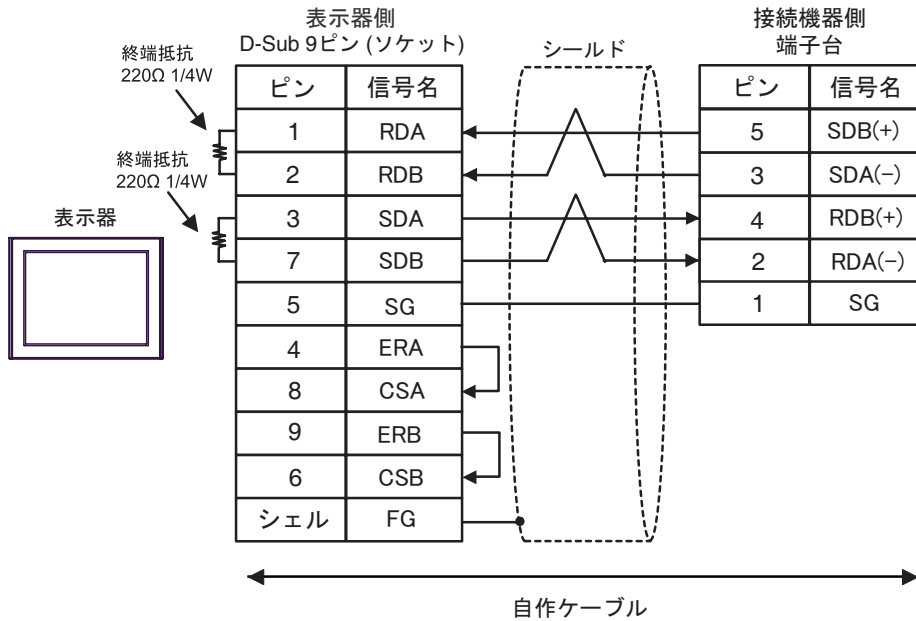 表示器側
D-Sub 9ピン (ソケット)
接続機器側
端子台
シールド
終端抵抗
220Ω 1/4W
終端抵抗
220Ω 1/4W
表示器
ピン 信号名
1 RDA
2 RDB
3 SDA
7 SDB
5 SG
4 ERA
8 CSA
9 ERB
6 CSB
シェル FG
ピン 信号名
5 SDB(+)
3 SDA(−)
4 RDB(+)
2 RDA(−)
1 SG
自作ケーブル